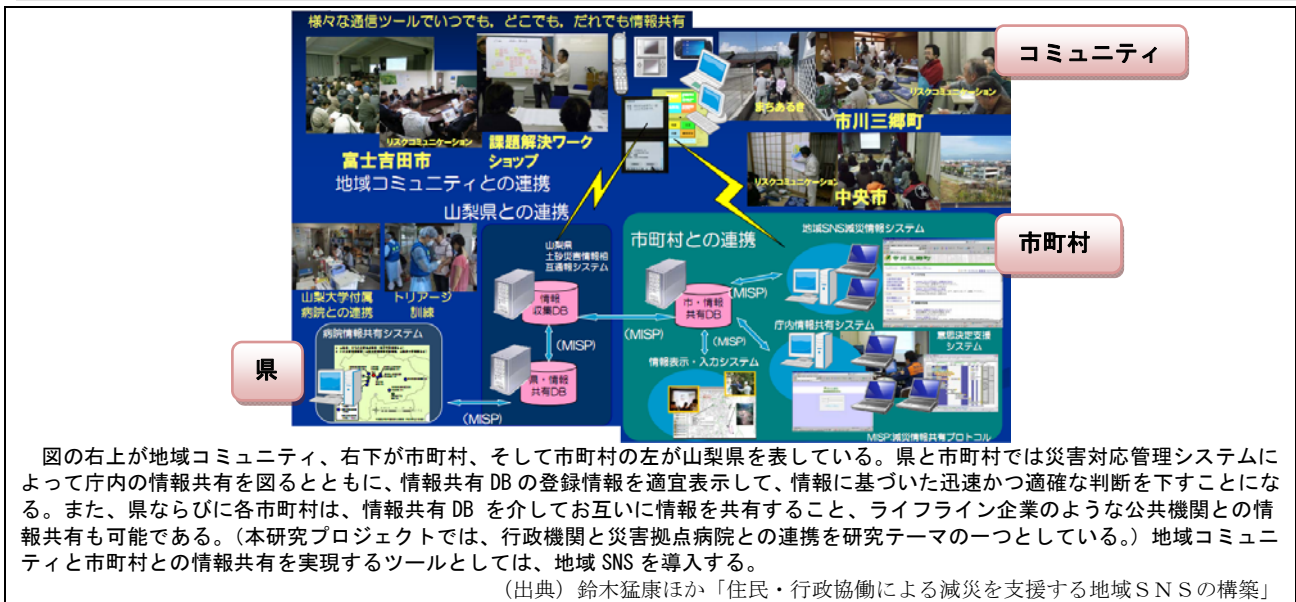 様々な通信ツールでいつでも，どこでも，だれでも情報共有
コミュニティ
リスクコミュニケーション
富士吉田市
課題解決ワーク
ショップ
まちあるき
リスクコミュニケーション
市川三郷町
リスクコミュニケーション
中央市
地域コミュニティとの連携
山梨県との連携
市町村との連携
市町村
山梨県
土砂災害情報相
互通報システム
地域SNS減災情報システム
山梨大学付属
病院との連携
トリアージ
訓練
情報
収集DB
(MISP)
市・情報
共有DB
(MISP)
庁内情報共有システム
意思決定支援
システム
病院情報共有システム
(MISP)
(MISP)
情報表示・入力システム
県
県・情報
共有DB
(MISP)
MISP:減災情報共有プロトコル
図の右上が地域コミュニティ、右下が市町村、そして市町村の左が山梨県を表している。県と市町村では災害対応管理システムに
よって庁内の情報共有を図るとともに、情報共有 DB の登録情報を適宜表示して、情報に基づいた迅速かつ適確な判断を下すことにな
る。また、県ならびに各市町村は、情報共有 DB を介してお互いに情報を共有すること、ライフライン企業のような公共機関との情
報共有も可能である。（本研究プロジェクトでは、行政機関と災害拠点病院との連携を研究テーマの一つとしている。）地域コミュニ
ティと市町村との情報共有を実現するツールとしては、地域 SNS を導入する。
（出典）鈴木猛康ほか「住民・行政協働による減災を支援する地域ＳＮＳの構築」